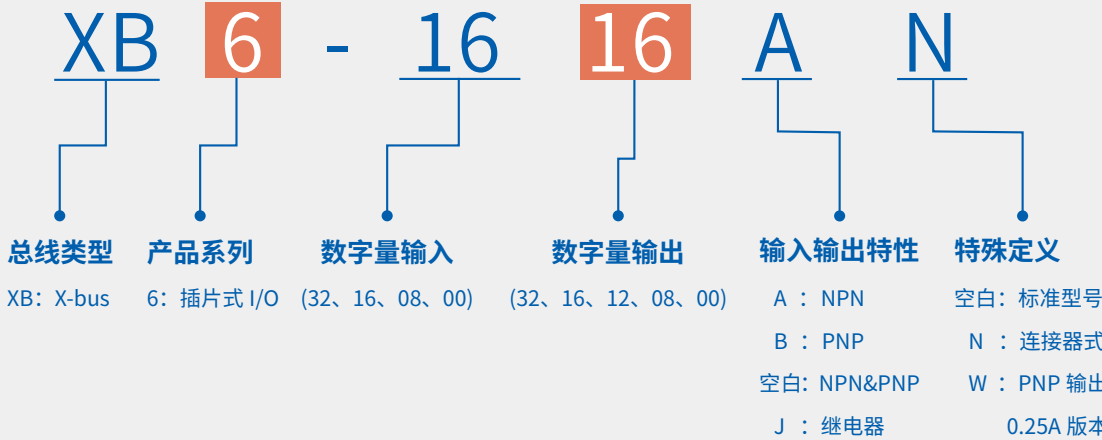 XB 6 - 16 16 A N
总线类型 产品系列 数字量输入 数字量输出 输入输出特性 特殊定义
XB：X-bus 6：插片式 I/O (32、16、08、00) (32、16、12、08、00) A ：NPN 空白：标准型号
B ：PNP N ：连接器式
空白：NPN&PNP W ：PNP 输出
J ：继电器 0.25A 版本